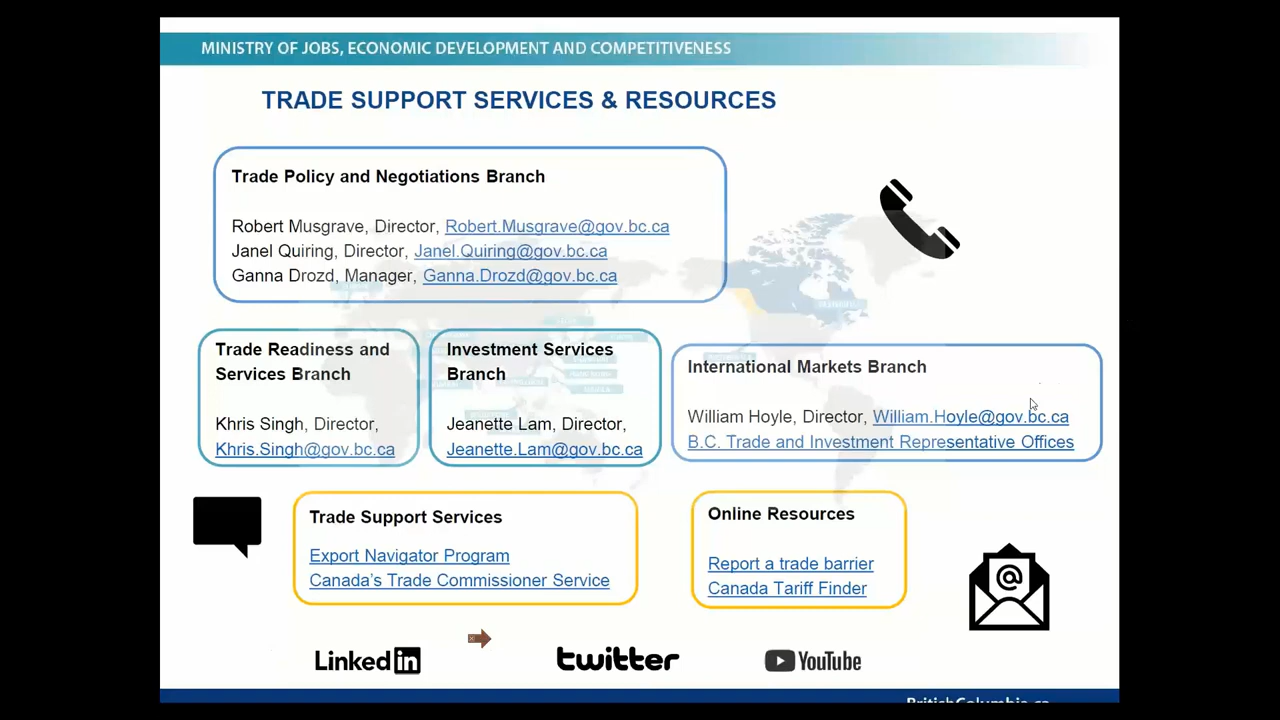 MINISTRY OF JOBS, ECONOMIC DEVELOPMENT AND COMPETITIVENESS
TRADE SUPPORT SERVICES & RESOURCES
Trade Policy and Negotiations Branch
Robert Musgrave, Director, Robert.Musgrave@gov.bc.ca
Janel Quiring, Director, Janel.Quiring@gov.bc.ca
Ganna Drozd, Manager, Ganna.Drozd@gov.bc.ca
Trade Readiness and
Services Branch
Khris Singh, Director,
Khris.Singh@gov.bc.ca
Investment Services
Branch
Jeanette Lam, Director,
Jeanette.Lam@gov.bc.ca
International Markets Branch
William Hoyle, Director, William.Hoyle@gov.bc.ca
B.C. Trade and Investment Representative Offices
Trade Support Services
Export Navigator Program
Canada's Trade Commissioner Service
Online Resources
Report a trade barrier
Canada Tariff Finder
@
Linked in
twitter
YouTube
BritishColumbia.ca